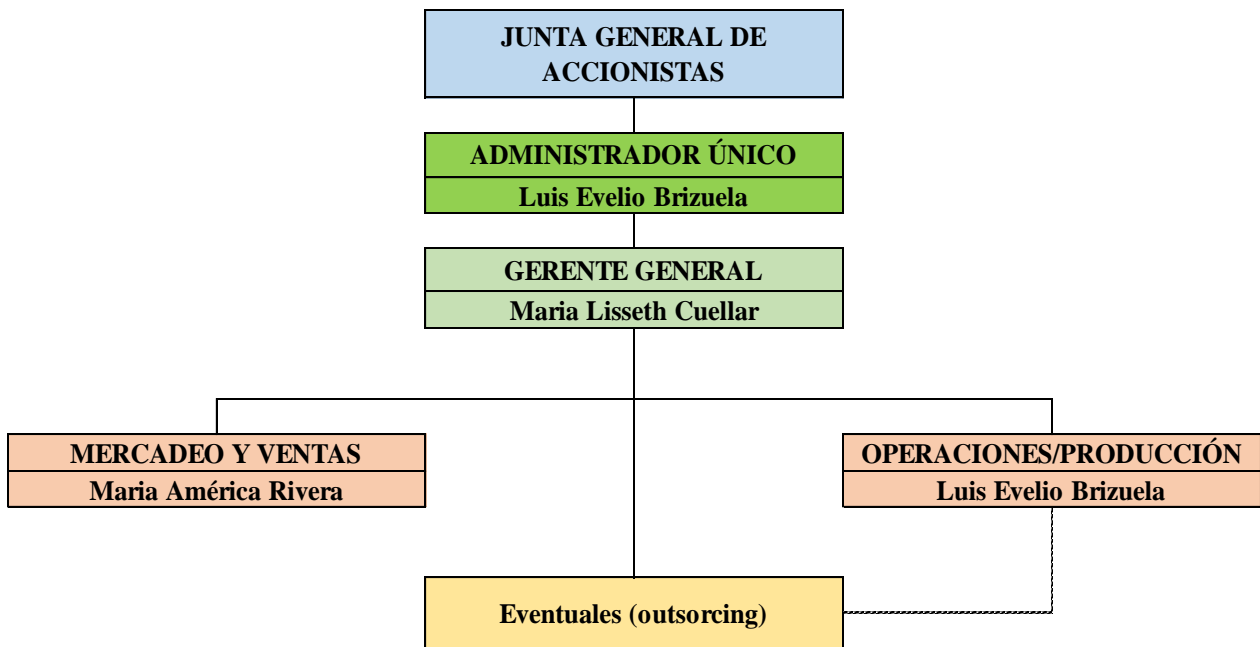 JUNTA GENERAL DE
ACCIONISTAS
ADMINISTRADOR ÚNICO
Luis Evelio Brizuela
GERENTE GENERAL
Maria Lisseth Cuellar
MERCADEO Y VENTAS
Maria América Rivera
OPERACIONES/PRODUCCIÓN
Luis Evelio Brizuela
Eventuales (outsorcing)